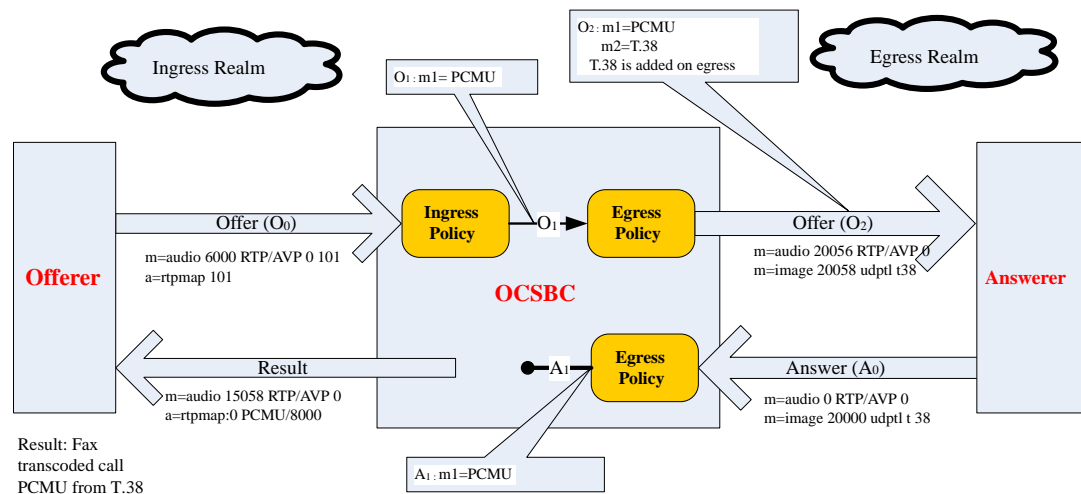 O₂ : m1=PCMU
m2=T.38
T.38 is added on egress
Ingress Realm
Egress Realm
O₁ : m1= PCMU
Offer (O₀)
Ingress
Policy
O₁
Egress
Policy
Offer (O₂)
m=audio 6000 RTP/AVP 0 101
a=rtpmap 101
m=audio 20056 RTP/AVP 0
m=image 20058 udptl t38
Offerer
OCSBC
Answerer
Result
A₁
Egress
Policy
Answer (A₀)
m=audio 15058 RTP/AVP 0
a=rtpmap:0 PCMU/8000
m=audio 0 RTP/AVP 0
m=image 20000 udptl t 38
Result: Fax
transcoded call
PCMU from T.38
A₁ : m1=PCMU